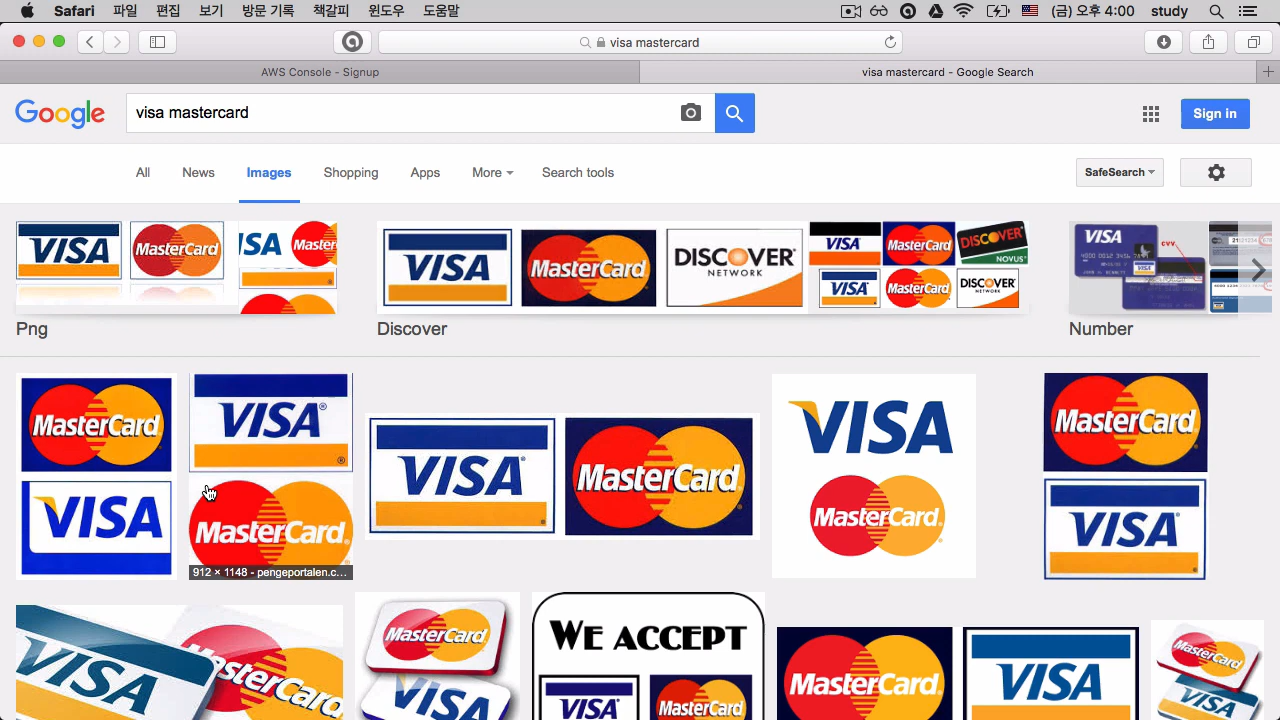 Safari 파일 편집 보기 방문 기록 책갈피 윈도우 도움말 (금) 오후 4:00 study
visa mastercard
AWS Console - Signup visa mastercard - Google Search
Google visa mastercard Sign in
All News Images Shopping Apps More Search tools SafeSearch
VISA MasterCard VISA Master
VISA MasterCard DISCOVER NETWORK VISA MasterCard DISCOVER NOVUS
VISA MasterCard DISCOVER NETWORK
VISA CVV
Png Discover Number
MasterCard VISA® VISA MasterCard VISA MasterCard
VISA MasterCard. MasterCard. VISA
912 × 1148 - pengeportalen.c...
VISA MasterCard MasterCard VISA WE ACCEPT MasterCard
VISA MasterCard MasterCard VISA VISA